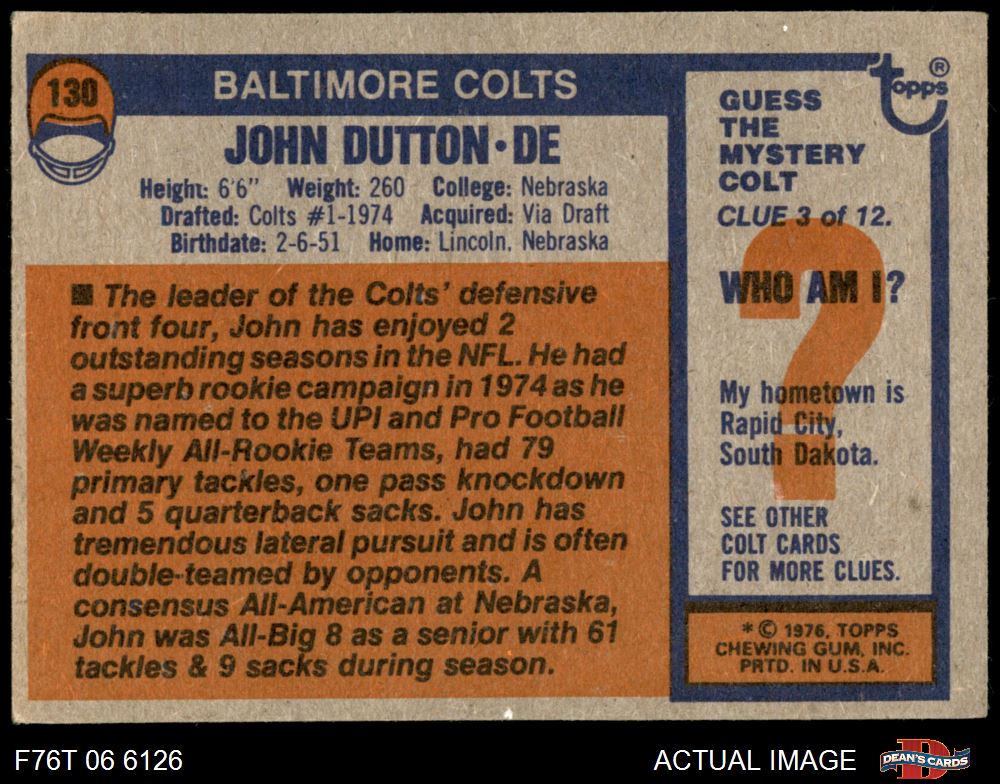 130
BALTIMORE COLTS
JOHN DUTTON • DE
Height: 6'6" Weight: 260 College: Nebraska
Drafted: Colts #1-1974 Acquired: Via Draft
Birthdate: 2-6-51 Home: Lincoln, Nebraska
■ The leader of the Colts' defensive
front four, John has enjoyed 2
outstanding seasons in the NFL. He had
a superb rookie campaign in 1974 as he
was named to the UPI and Pro Football
Weekly All-Rookie Teams, had 79
primary tackles, one pass knockdown
and 5 quarterback sacks. John has
tremendous lateral pursuit and is often
double-teamed by opponents. A
consensus All-American at Nebraska,
John was All-Big 8 as a senior with 61
tackles & 9 sacks during season.
Topps ®
GUESS
THE
MYSTERY
COLT
CLUE 3 of 12.
?
WHO AM I?
My hometown is
Rapid City,
South Dakota.
SEE OTHER
COLT CARDS
FOR MORE CLUES.
* © 1976, TOPPS
CHEWING GUM, INC.
PRTD. IN U.S.A.
F76T 06 6126
ACTUAL IMAGE
D
DEAN'S CARDS